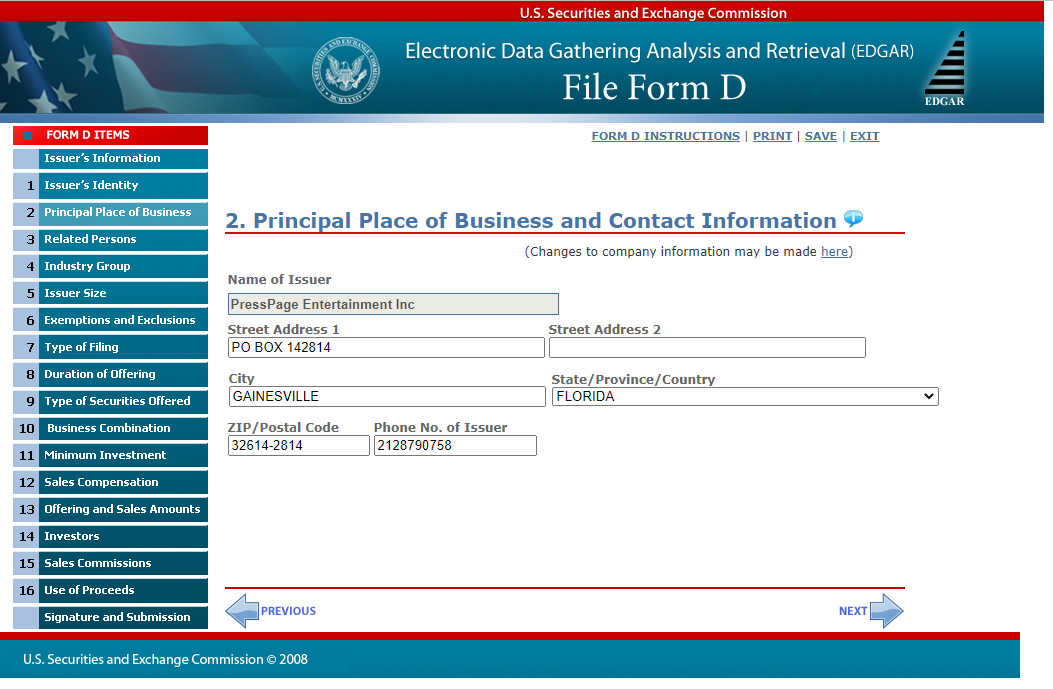 U.S. Securities and Exchange Commission
Electronic Data Gathering Analysis and Retrieval (EDGAR)
File Form D
EDGAR
FORM D ITEMS
Issuer's Information
1 Issuer's Identity
2 Principal Place of Business
3 Related Persons
4 Industry Group
5 Issuer Size
6 Exemptions and Exclusions
7 Type of Filing
8 Duration of Offering
9 Type of Securities Offered
10 Business Combination
11 Minimum Investment
12 Sales Compensation
13 Offering and Sales Amounts
14 Investors
15 Sales Commissions
16 Use of Proceeds
Signature and Submission
FORM D INSTRUCTIONS | PRINT | SAVE | EXIT
2. Principal Place of Business and Contact Information
(Changes to company information may be made here)
Name of Issuer
PressPage Entertainment Inc
Street Address 1 Street Address 2
PO BOX 142814
City State/Province/Country
GAINESVILLE FLORIDA
ZIP/Postal Code Phone No. of Issuer
32614-2814 2128790758
PREVIOUS NEXT
U.S. Securities and Exchange Commission © 2008